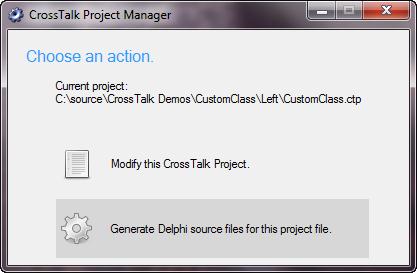 CrossTalk Project Manager
Choose an action.
Current project:
C:\source\CrossTalk Demos\CustomClass\Left\CustomClass.ctp
Modify this CrossTalk Project.
Generate Delphi source files for this project file.